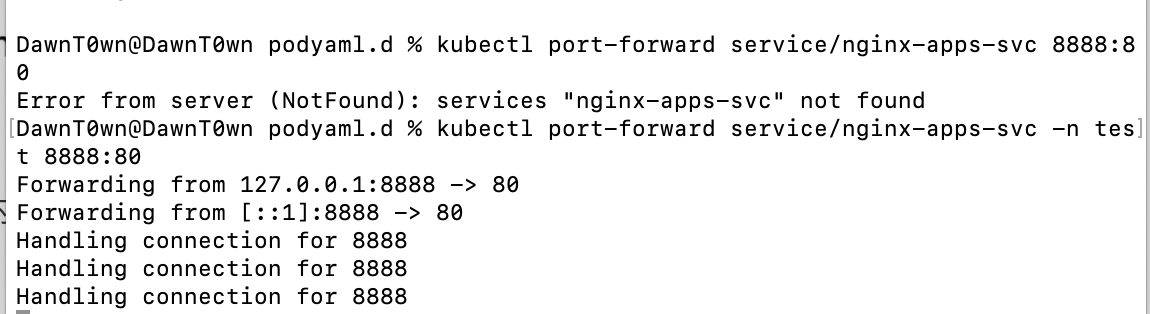 DawnT0wn@DawnT0wn podyaml.d % kubectl port-forward service/nginx-apps-svc 8888:8
0
Error from server (NotFound): services "nginx-apps-svc" not found
[DawnT0wn@DawnT0wn podyaml.d % kubectl port-forward service/nginx-apps-svc -n tes]
t 8888:80
Forwarding from 127.0.0.1:8888 -> 80
Forwarding from [::1]:8888 -> 80
Handling connection for 8888
Handling connection for 8888
Handling connection for 8888